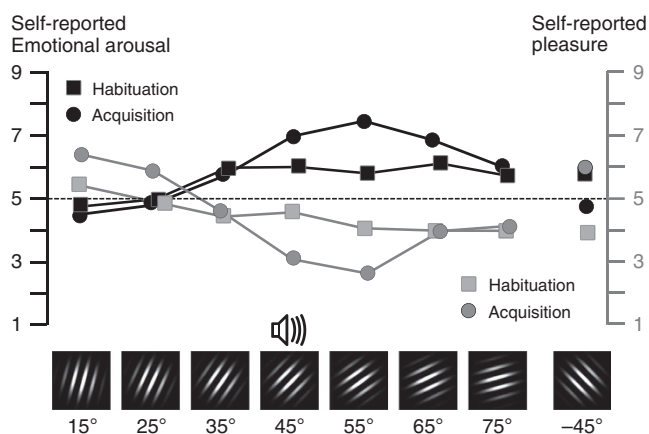 Self-reported
Emotional arousal
Self-reported
pleasure
9
9
Habituation
Acquisition
7
7
5
5
3
3
Habituation
Acquisition
1
1
15°
25°
35°
45°
55°
65°
75°
–45°